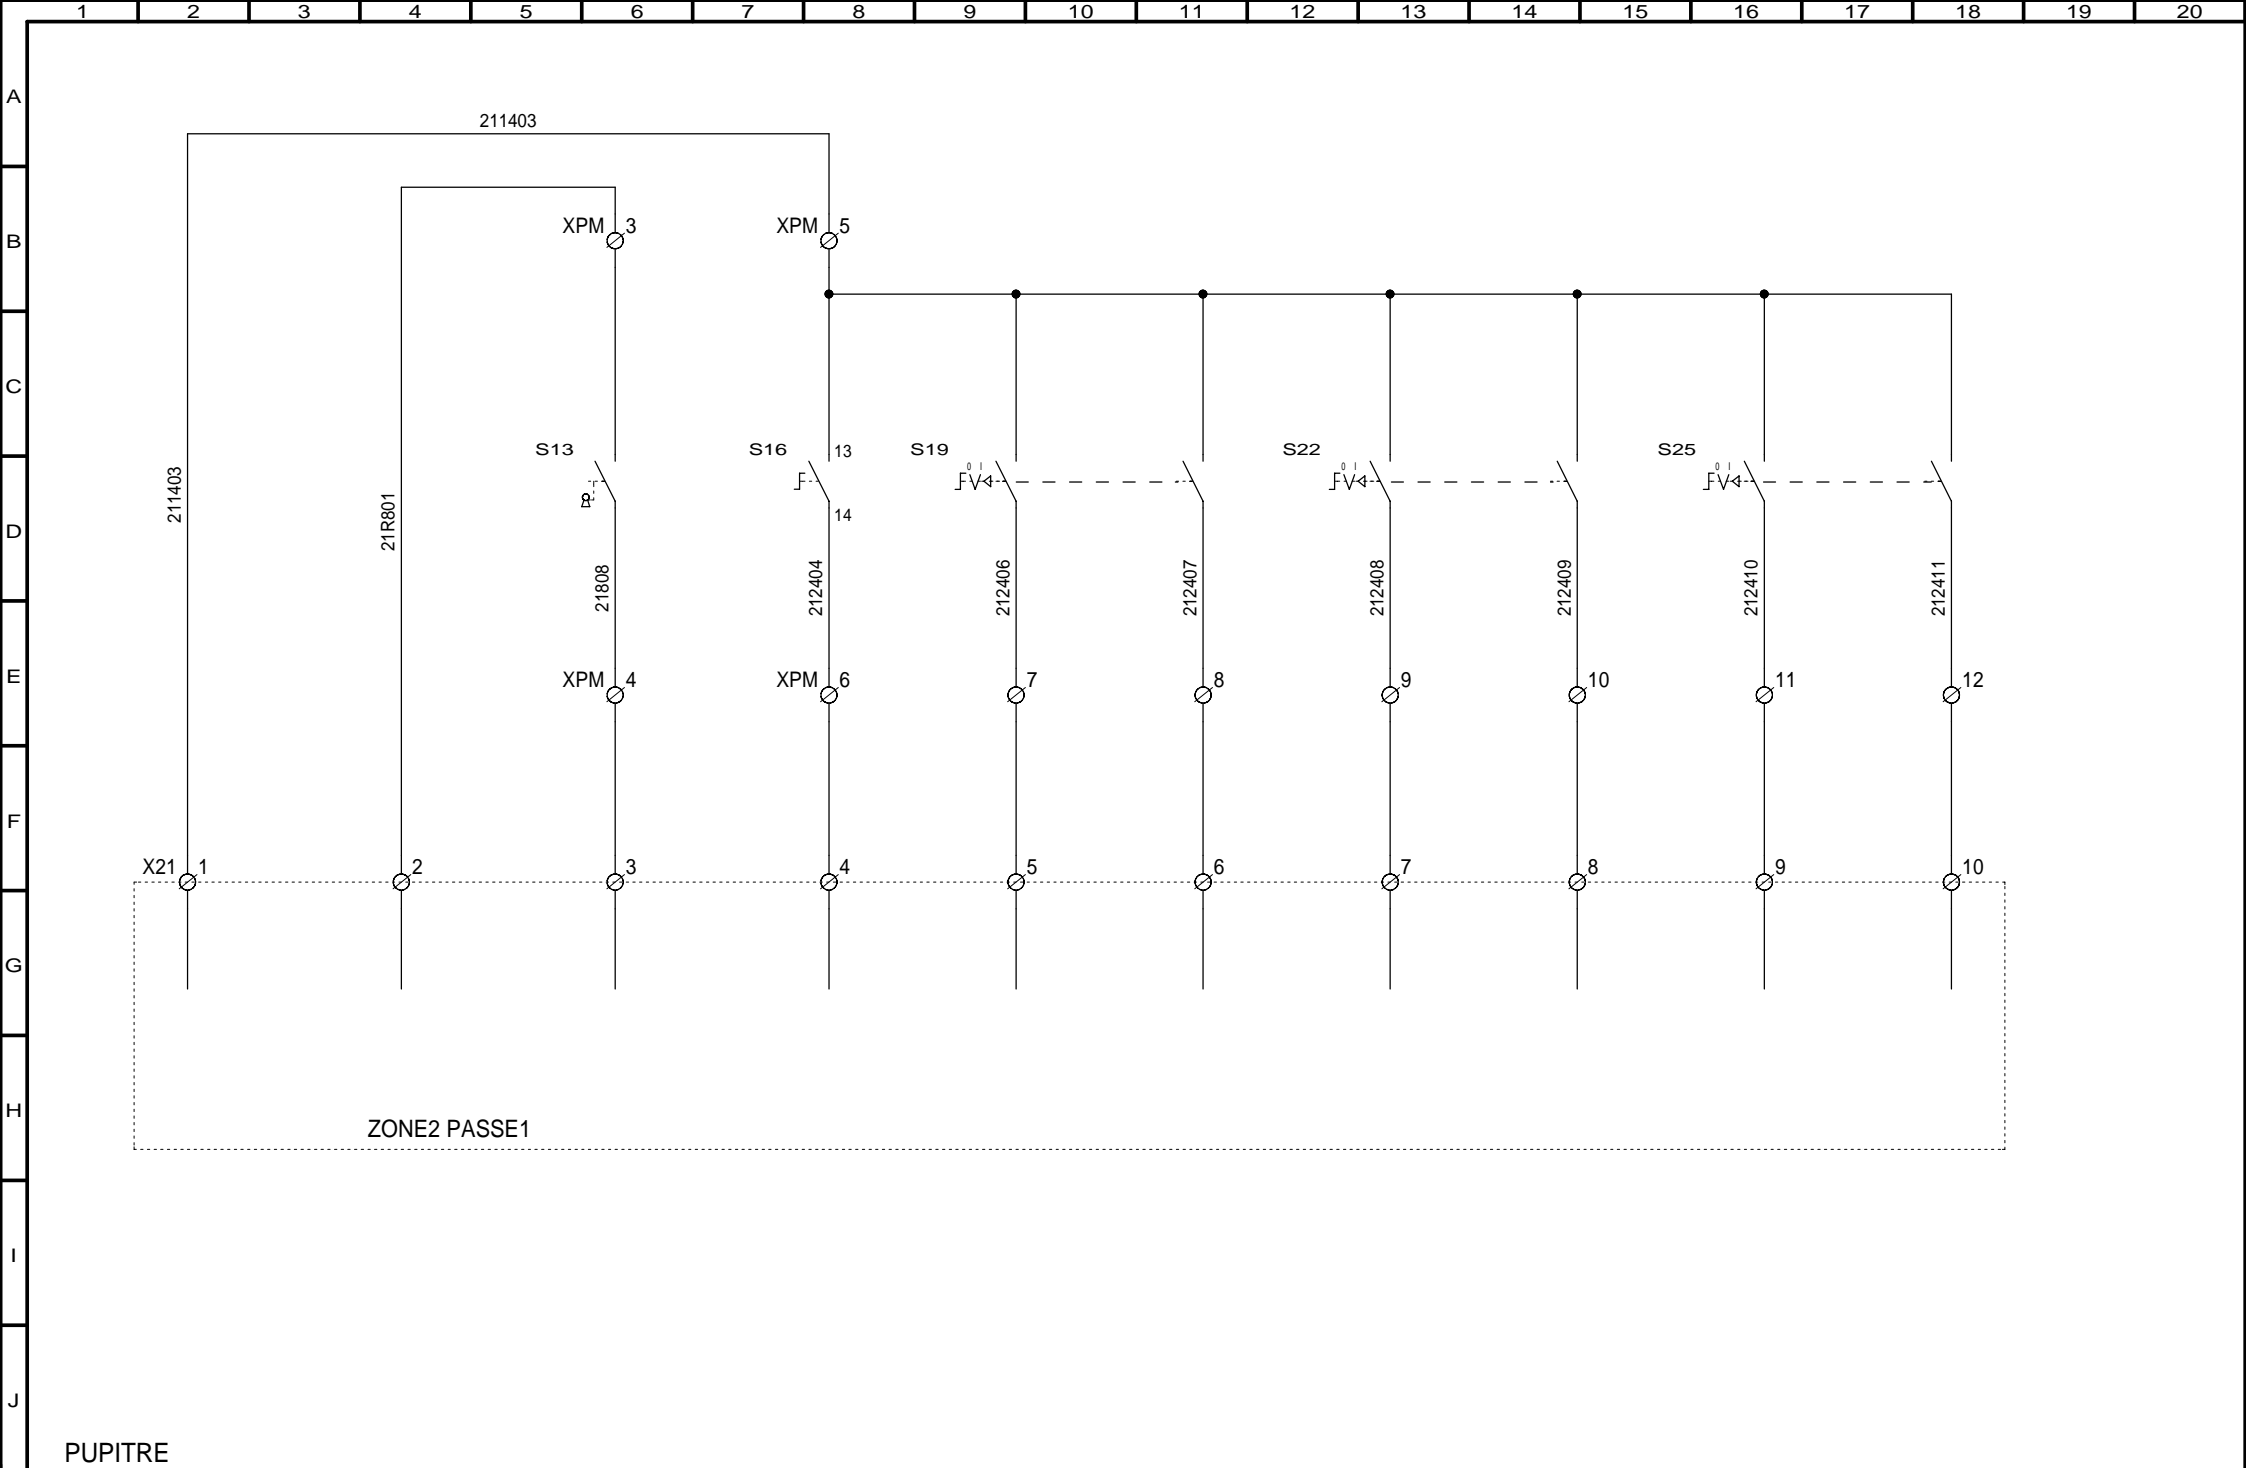 1 2 3 4 5 6 7 8 9 10 11 12 13 14 15 16 17 18 19 20
A
211403
B
XPM 3 XPM 5
C
S13 S16 13 S19 S22 S25
0 I 0 I 0 I
D
211403 21R801 14
21808 212404 212406 212407 212408 212409 212410 212411
E
XPM 4 XPM 6 7 8 9 10 11 12
F
X21 1 2 3 4 5 6 7 8 9 10
G
H
ZONE2 PASSE1
I
J
PUPITRE